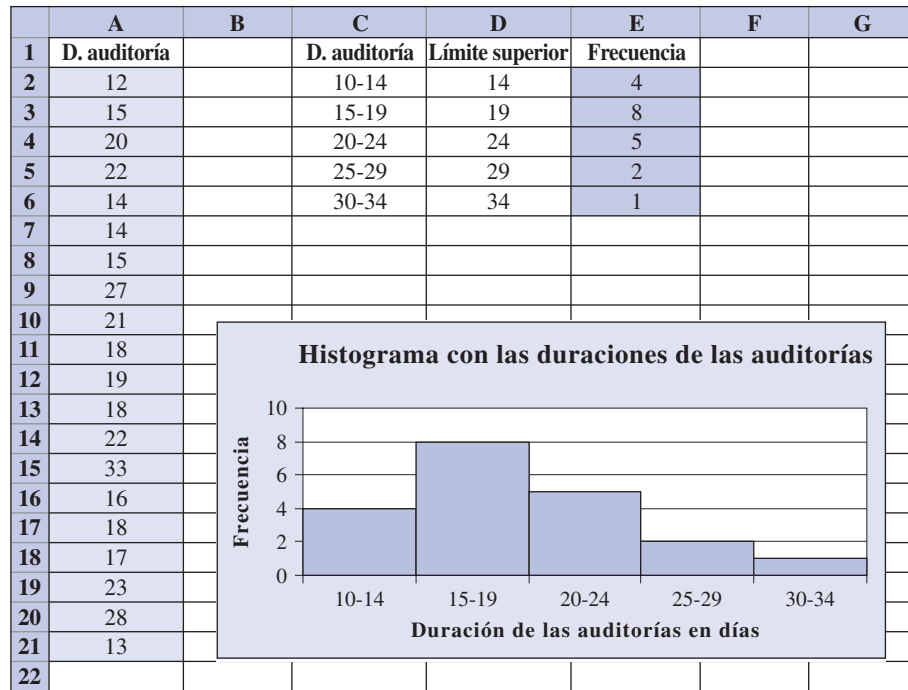 A B C D E F G
1 D. auditoría D. auditoría Límite superior Frecuencia
2 12 10-14 14 4
3 15 15-19 19 8
4 20 20-24 24 5
5 22 25-29 29 2
6 14 30-34 34 1
7 14
8 15
9 27
10 21
11 18
12 19
13 18
14 22
15 33
16 16
17 18
18 17
19 23
20 28
21 13
22
Histograma con las duraciones de las auditorías
Frecuencia
10
8
6
4
2
0
10-14 15-19 20-24 25-29 30-34
Duración de las auditorías en días